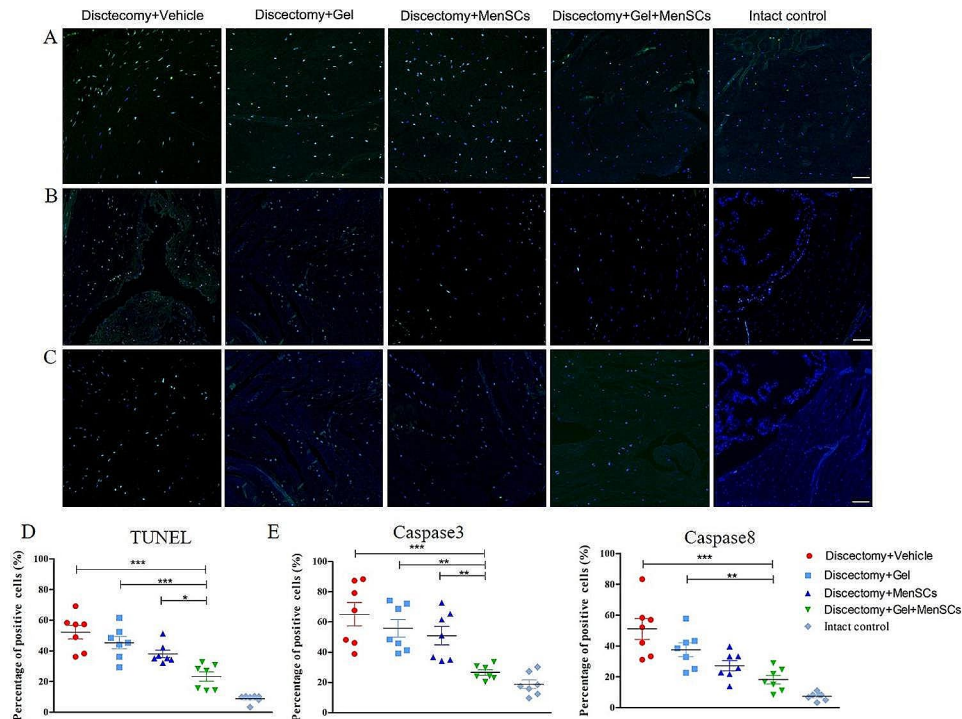 Disctecomy+Vehicle Discectomy+Gel Discectomy+MenSCs Discectomy+Gel+MenSCs Intact control
A
B
C
D TUNEL
E Caspase3
Caspase8
Percentage of positive cells (%)
100
80
60
40
20
0
***
***
*
Percentage of positive cells (%)
100
80
60
40
20
0
***
**
**
Percentage of positive cells (%)
100
80
60
40
20
0
***
**
Discectomy+Vehicle
Discectomy+Gel
Discectomy+MenSCs
Discectomy+Gel+MenSCs
Intact control